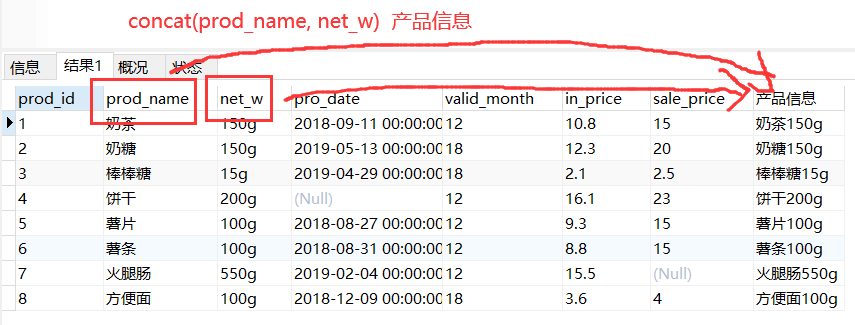 concat(prod_name, net_w) 产品信息
信息 结果1 概况 状态
prod_id prod_name net_w pro_date valid_month in_price sale_price 产品信息
1 奶茶 150g 2018-09-11 00:00:00 12 10.8 15 奶茶150g
2 奶糖 150g 2019-05-13 00:00:00 18 12.3 20 奶糖150g
3 棒棒糖 15g 2019-04-29 00:00:00 18 2.1 2.5 棒棒糖15g
4 饼干 200g (Null) 12 16.1 23 饼干200g
5 薯片 100g 2018-08-27 00:00:00 12 9.3 15 薯片100g
6 薯条 100g 2018-08-31 00:00:00 12 8.8 15 薯条100g
7 火腿肠 550g 2019-02-04 00:00:00 12 15.5 (Null) 火腿肠550g
8 方便面 100g 2018-12-09 00:00:00 18 3.6 4 方便面100g